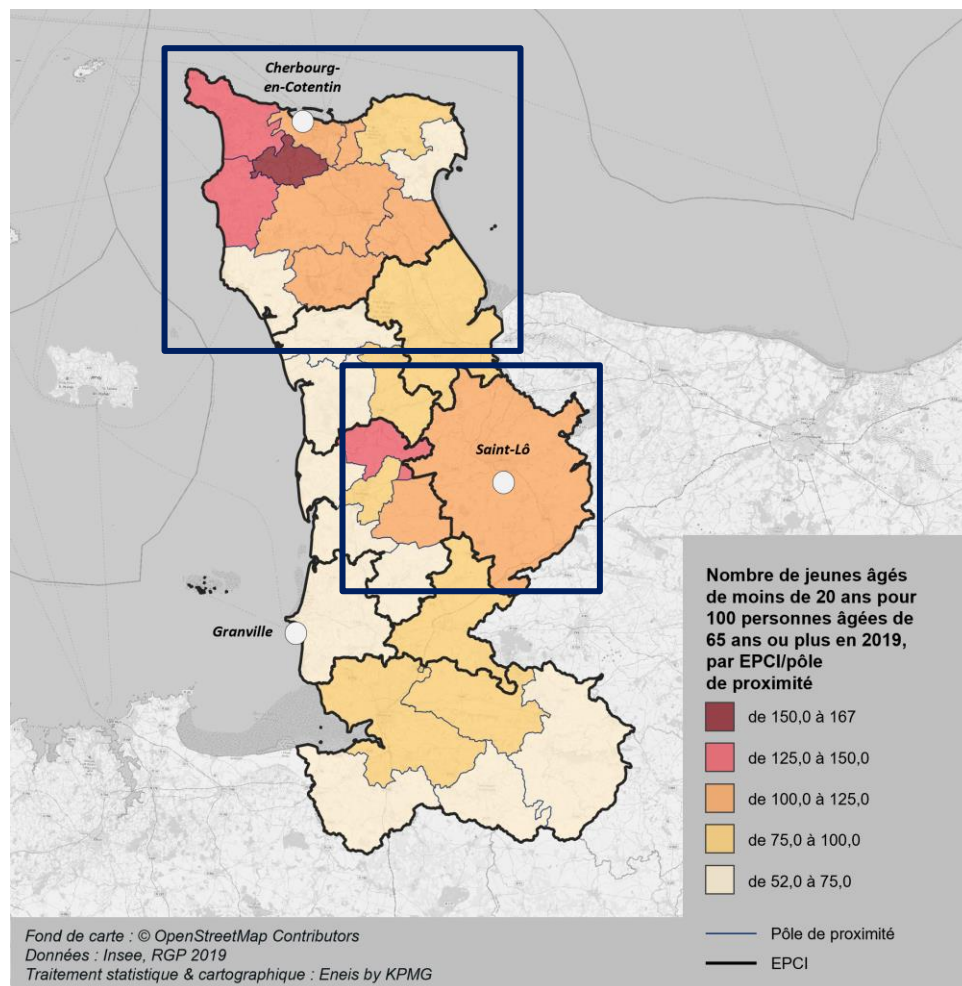 Cherbourg-
en-Cotentin
Saint-Lô
Granville
Nombre de jeunes âgés
de moins de 20 ans pour
100 personnes âgées de
65 ans ou plus en 2019,
par EPCI/pôle
de proximité
de 150,0 à 167
de 125,0 à 150,0
de 100,0 à 125,0
de 75,0 à 100,0
de 52,0 à 75,0
Pôle de proximité
EPCI
Fond de carte : © OpenStreetMap Contributors
Données : Insee, RGP 2019
Traitement statistique & cartographique : Eneis by KPMG